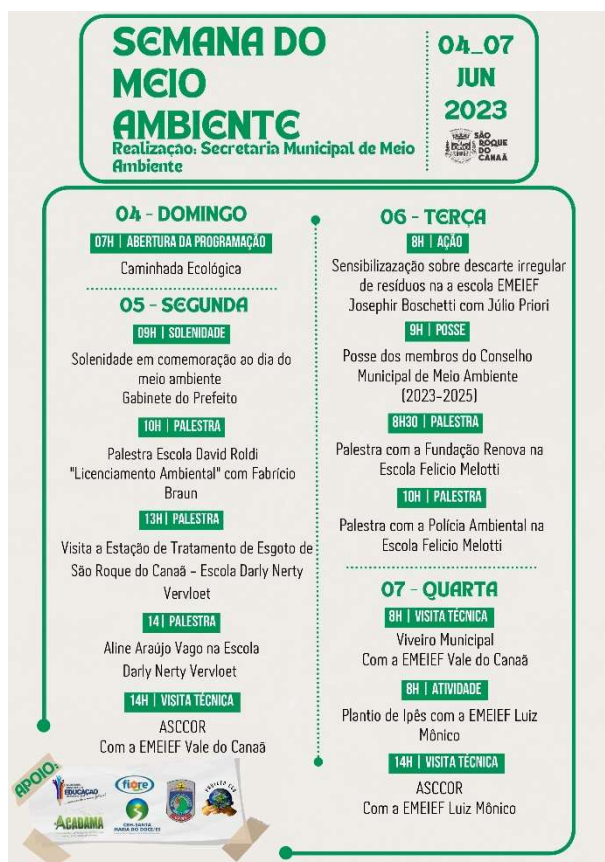 SEMANA DO
MEIO
AMBIENTE
Realização: Secretaria Municipal de Meio
Ambiente
04_07
JUN
2023
SÃO
ROQUE
DO
CANAÃ
04 - DOMINGO
07H | ABERTURA DA PROGRAMAÇÃO
Caminhada Ecológica
05 - SEGUNDA
09H | SOLENIDADE
Solenidade em comemoração ao dia do
meio ambiente
Gabinete do Prefeito
10H | PALESTRA
Palestra Escola David Roldi
"Licenciamento Ambiental" com Fabrício
Braun
13H | PALESTRA
Visita a Estação de Tratamento de Esgoto de
São Roque do Canaã – Escola Darly Nerty
Vervloet
14| PALESTRA
Aline Araújo Vago na Escola
Darly Nerty Vervloet
14H | VISITA TÉCNICA
ASCCOR
Com a EMEIEF Vale do Canaã
06 - TERÇA
8H | AÇÃO
Sensibilizazação sobre descarte irregular
de resíduos na a escola EMEIEF
Josephir Boschetti com Júlio Priori
9H | POSSE
Posse dos membros do Conselho
Municipal de Meio Ambiente
(2023-2025)
8H30 | PALESTRA
Palestra com a Fundação Renova na
Escola Felicio Melotti
10H | PALESTRA
Palestra com a Polícia Ambiental na
Escola Felicio Melotti
07 - QUARTA
8H | VISITA TÉCNICA
Viveiro Municipal
Com a EMEIEF Vale do Canaã
8H | ATIVIDADE
Plantio de Ipês com a EMEIEF Luiz
Mônico
14H | VISITA TÉCNICA
ASCCOR
Com a EMEIEF Luiz Mônico
APOIO:
EDUCAÇÃO
fiore
ACADAMA
CBH-SANTA
MARIA DO DOCE/ES